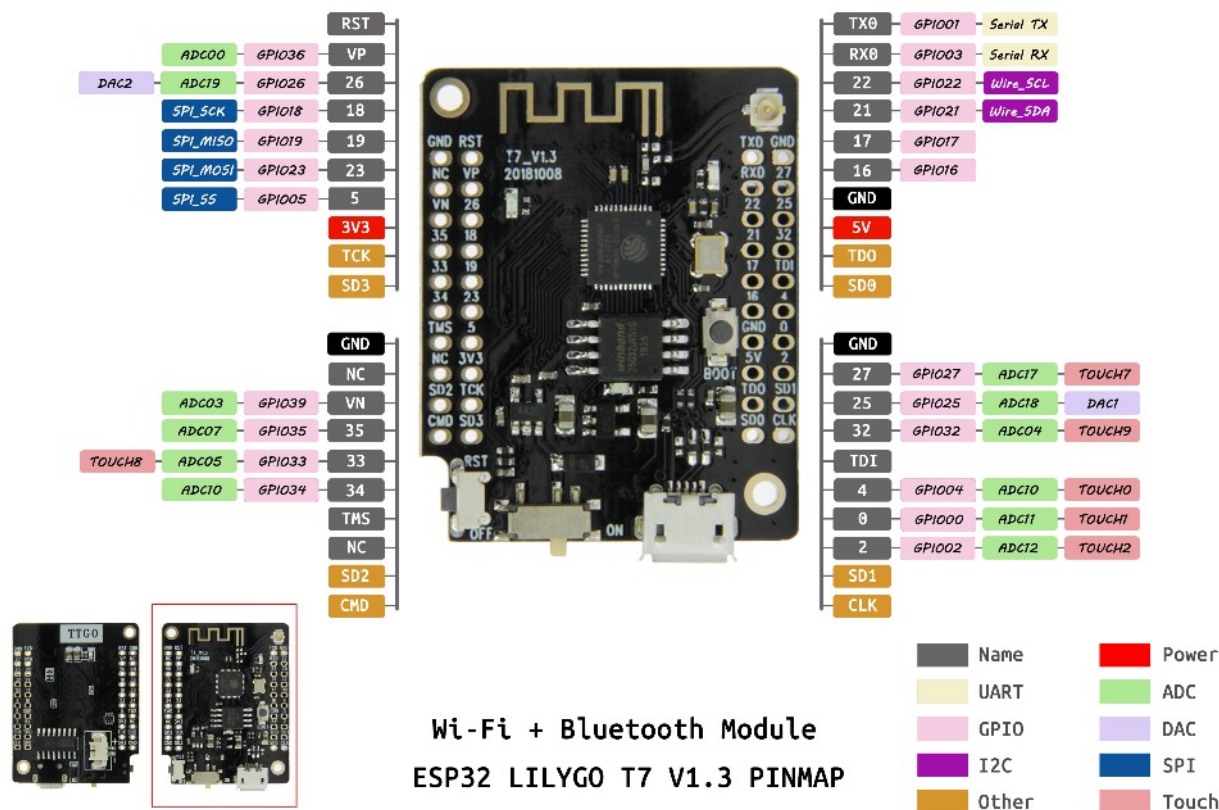 RST
ADC00 GPIO36 VP
DAC2 ADC19 GPIO26 26
SPI_SCK GPIO18 18
SPI_MISO GPIO19 19
SPI_MOSI GPIO23 23
SPI_SS GPIO05 5
3V3
TCK
SD3
GND
NC
ADC03 GPIO39 VN
ADC07 GPIO35 35
TOUCH8 ADC05 GPIO33 33
ADC10 GPIO34 34
TMS
NC
SD2
CMD
T7_V1.3
20181008
GND RST
NC VP
VN 26
35 18
33 19
34 23
TMS 5
NC 3V3
SD2 TCK
CMD SD3
TXD GND
RXD 27
22 25
21 32
17 TDI
16 4
GND 0
5V 2
TDO SD1
SD0 CLK
winbond
BOOT
RST
OFF
ON
TX0 GPIO01 Serial TX
RX0 GPIO03 Serial RX
22 GPIO22 Wire_SCL
21 GPIO21 Wire_SDA
17 GPIO17
16 GPIO16
GND
5V
TDO
SD0
GND
27 GPIO27 ADC17 TOUCH7
25 GPIO25 ADC18 DAC1
32 GPIO32 ADC04 TOUCH9
TDI
4 GPIO04 ADC10 TOUCH0
0 GPIO00 ADC11 TOUCH1
2 GPIO02 ADC12 TOUCH2
SD1
CLK
TTGO
Wi-Fi + Bluetooth Module
ESP32 LILYGO T7 V1.3 PINMAP
Name
UART
GPIO
I2C
Other
Power
ADC
DAC
SPI
Touch